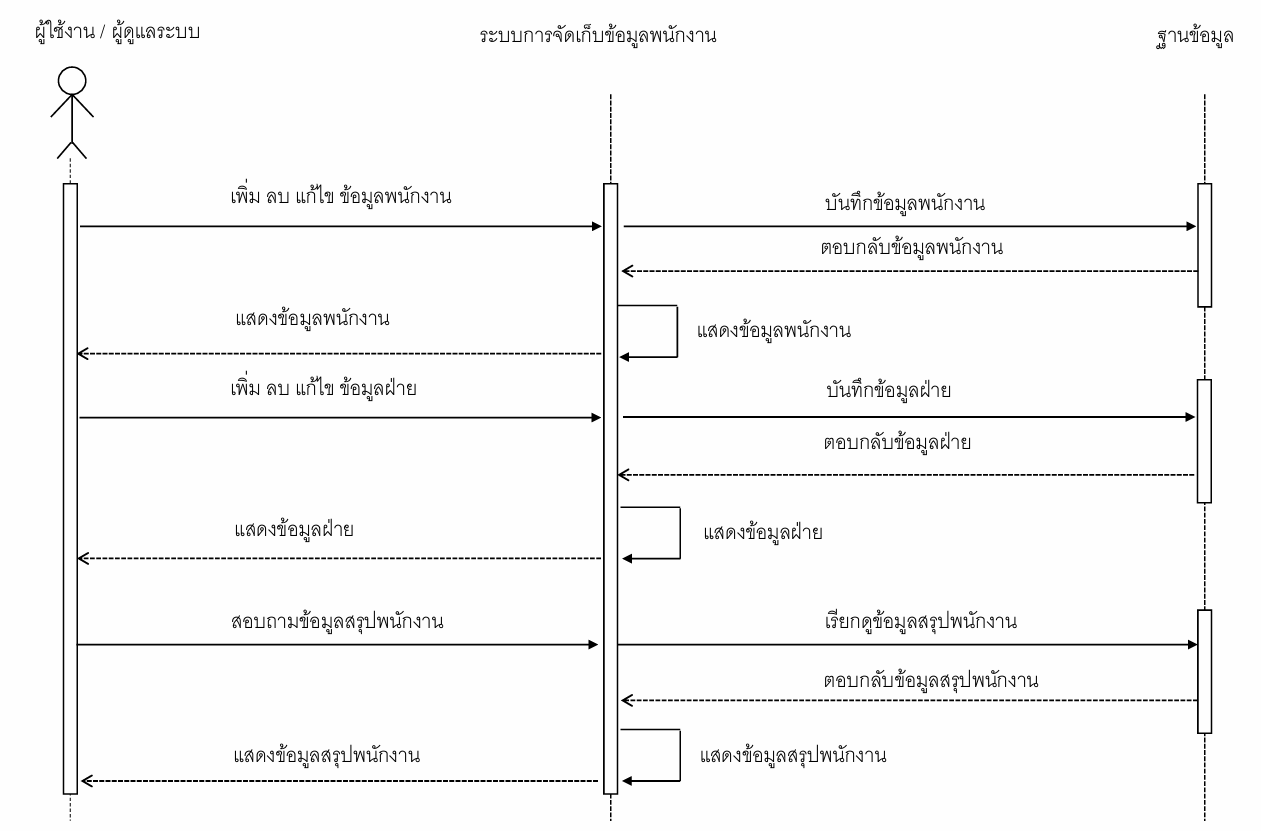 ผู้ใช้งาน / ผู้ดูแลระบบ
ระบบการจัดเก็บข้อมูลพนักงาน
ฐานข้อมูล
เพิ่ม ลบ แก้ไข ข้อมูลพนักงาน
บันทึกข้อมูลพนักงาน
ตอบกลับข้อมูลพนักงาน
แสดงข้อมูลพนักงาน
แสดงข้อมูลพนักงาน
เพิ่ม ลบ แก้ไข ข้อมูลฝ่าย
บันทึกข้อมูลฝ่าย
ตอบกลับข้อมูลฝ่าย
แสดงข้อมูลฝ่าย
แสดงข้อมูลฝ่าย
สอบถามข้อมูลสรุปพนักงาน
เรียกดูข้อมูลสรุปพนักงาน
ตอบกลับข้อมูลสรุปพนักงาน
แสดงข้อมูลสรุปพนักงาน
แสดงข้อมูลสรุปพนักงาน